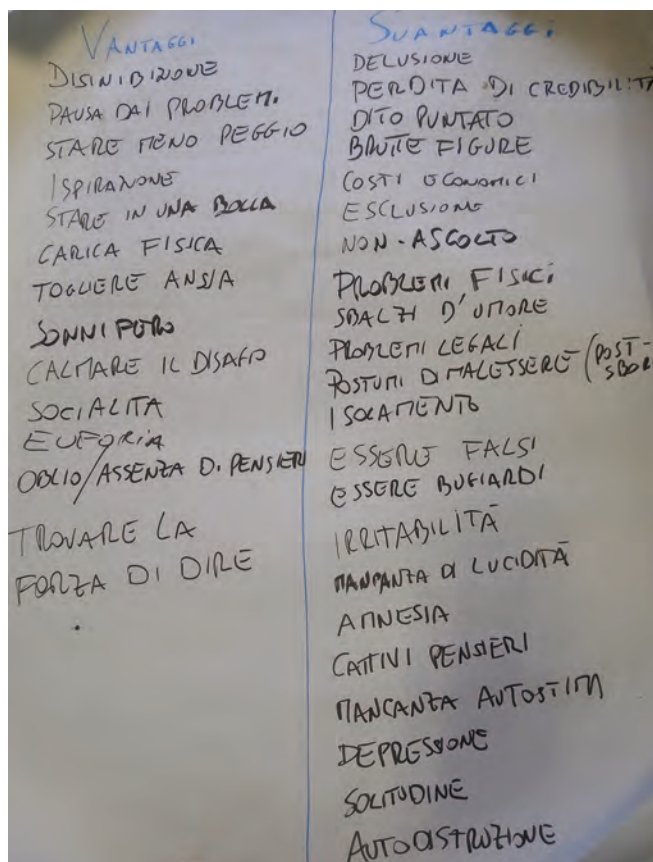 VANTAGGI
DISINIBIZIONE
PAUSA DAI PROBLEMI
STARE MENO PEGGIO
ISPIRAZIONE
STARE IN UNA BOLLA
CARICA FISICA
TOGLIERE ANSIA
SONNIFERO
CALMARE IL DISAGIO
SOCIALITA
EUFORIA
OBLIO/ASSENZA DI PENSIERI
TROVARE LA
FORZA DI DIRE
SVANTAGGI
DELUSIONE
PERDITA DI CREDIBILITÀ
DITO PUNTATO
BRUTTE FIGURE
COSTI ECONOMICI
ESCLUSIONE
NON-ASCOLTO
PROBLEMI FISICI
SBALZI D'UMORE
PROBLEMI LEGALI
POSTUMI DI MALESSERE (POST-
SBOR
ISOLAMENTO
ESSERE FALSI
ESSERE BUGIARDI
IRRITABILITÀ
MANCANZA DI LUCIDITÀ
AMNESIA
CATTIVI PENSIERI
MANCANZA AUTOSTIM
DEPRESSIONE
SOLITUDINE
AUTODISTRUZIONE